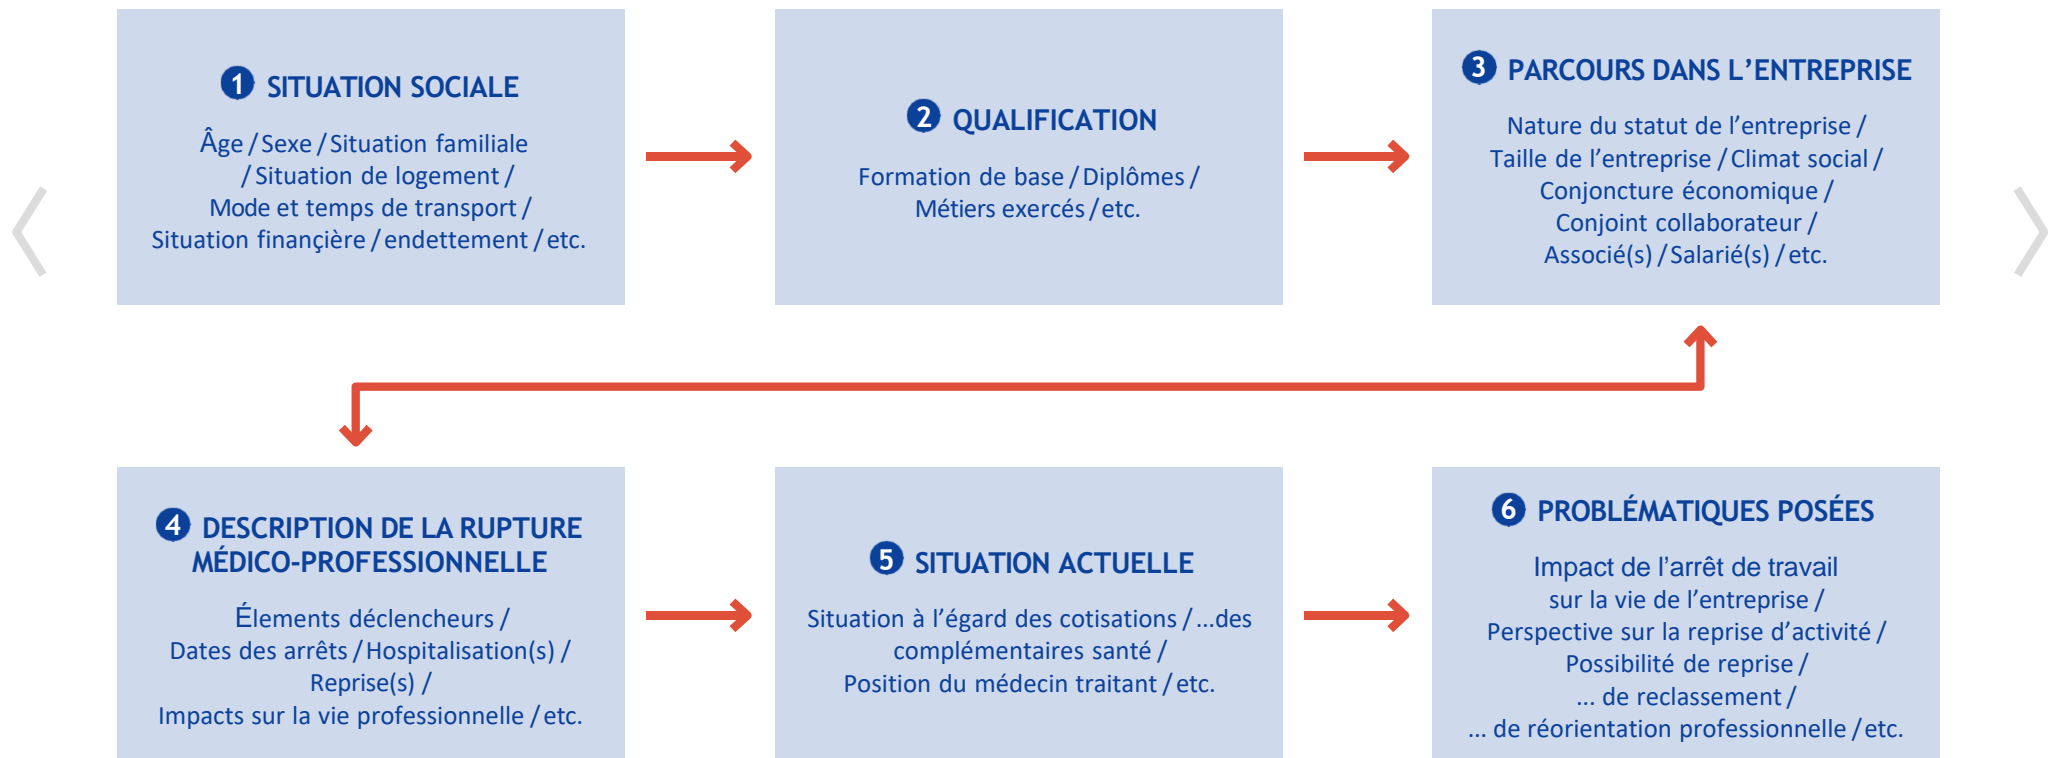 1 SITUATION SOCIALE
Âge / Sexe / Situation familiale
/ Situation de logement /
Mode et temps de transport /
Situation finançière / endettement / etc.
2 QUALIFICATION
Formation de base / Diplômes /
Métiers exercés / etc.
3 PARCOURS DANS L’ENTREPRISE
Nature du statut de l’entreprise /
Taille de l’entreprise / Climat social /
Conjoncture économique /
Conjoint collaborateur /
Associé(s) / Salarié(s) / etc.
4 DESCRIPTION DE LA RUPTURE
MÉDICO-PROFESSIONNELLE
Élements déclencheurs /
Dates des arrêts / Hospitalisation(s) /
Reprise(s) /
Impacts sur la vie professionnelle / etc.
5 SITUATION ACTUELLE
Situation à l’égard des cotisations / ...des
complémentaires santé /
Position du médecin traitant / etc.
6 PROBLÉMATIQUES POSÉES
Impact de l’arrêt de travail
sur la vie de l’entreprise /
Perspective sur la reprise d’activité /
Possibilité de reprise /
... de reclassement /
... de réorientation professionnelle / etc.